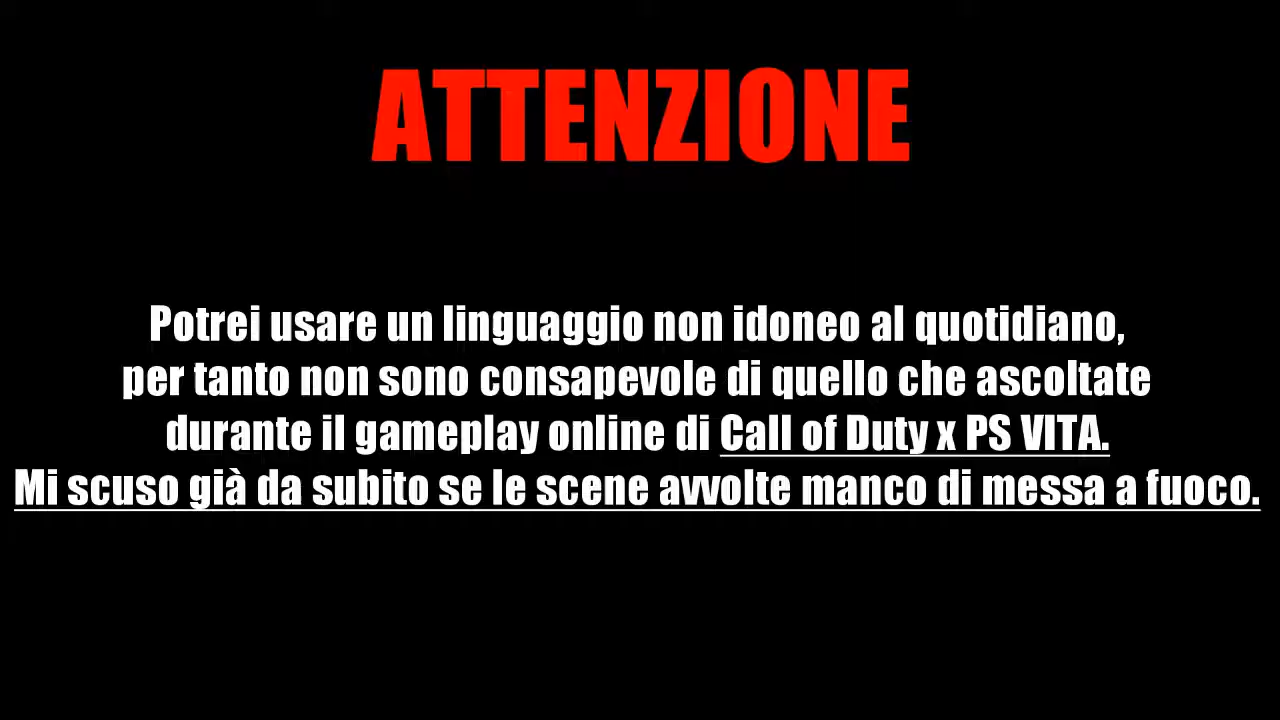 ATTENZIONE
Potrei usare un linguaggio non idoneo al quotidiano,
per tanto non sono consapevole di quello che ascoltate
durante il gameplay online di Call of Duty x PS VITA.
Mi scuso già da subito se le scene avvolte manco di messa a fuoco.